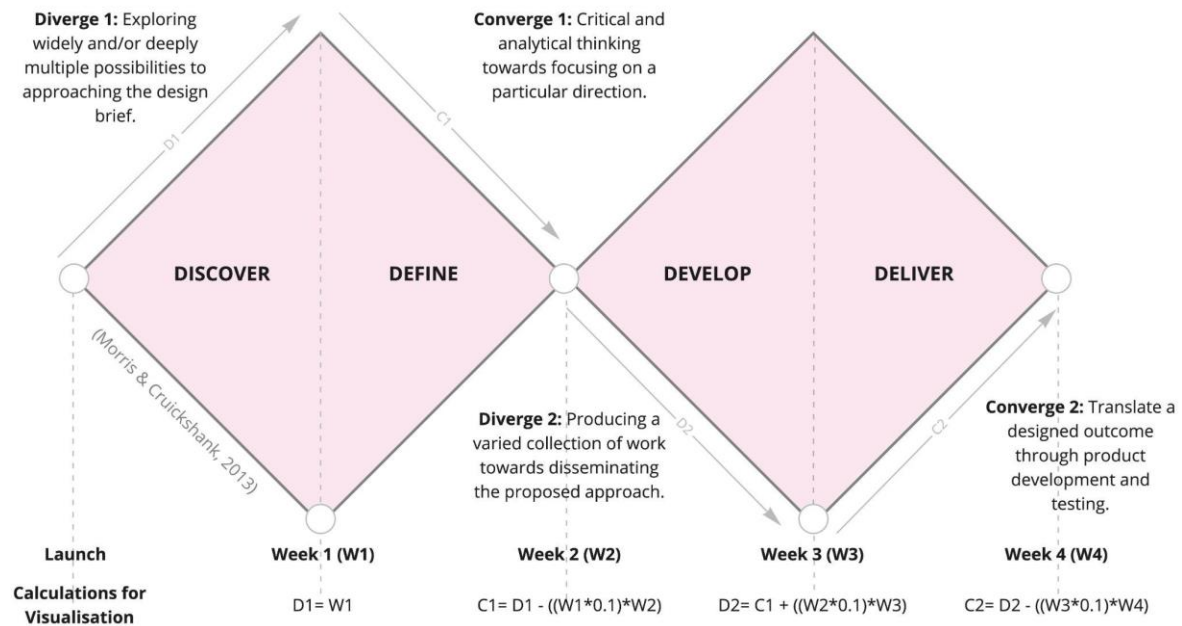 Diverge 1: Exploring
widely and/or deeply
multiple possibilities to
approaching the design
brief.
Converge 1: Critical and
analytical thinking
towards focusing on a
particular direction.
D1
C1
DISCOVER
DEFINE
DEVELOP
DELIVER
(Morris & Cruickshank, 2013)
Diverge 2: Producing a
varied collection of work
towards disseminating
the proposed approach.
D2
C2
Converge 2: Translate a
designed outcome
through product
development and
testing.
Launch
Week 1 (W1)
Week 2 (W2)
Week 3 (W3)
Week 4 (W4)
Calculations for
Visualisation
D1= W1
C1= D1 - ((W1*0.1)*W2)
D2= C1 + ((W2*0.1)*W3)
C2= D2 - ((W3*0.1)*W4)